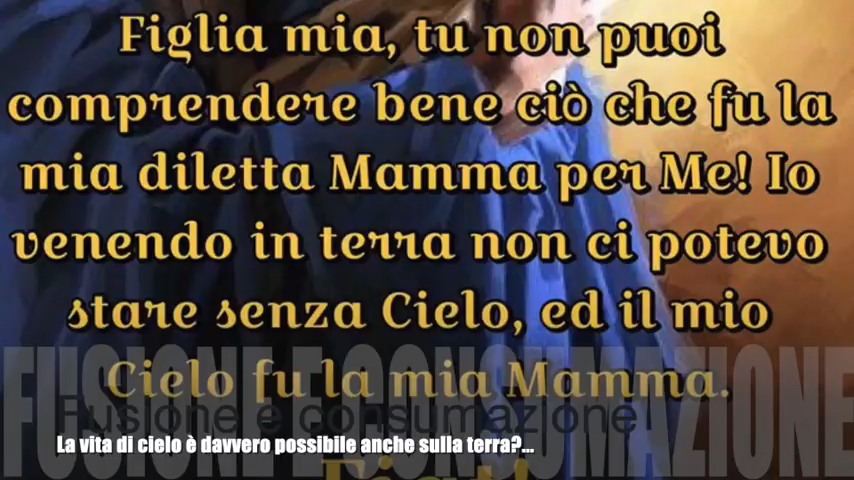 Figlia mia, tu non puoi
comprendere bene ciò che fu la
mia diletta Mamma per Me! Io
venendo in terra non ci potevo
stare senza Cielo, ed il mio
Cielo fu la mia Mamma.
FUSIONE E CONSUMAZIONE
Fusione e consumazione
La vita di cielo è davvero possibile anche sulla terra?...